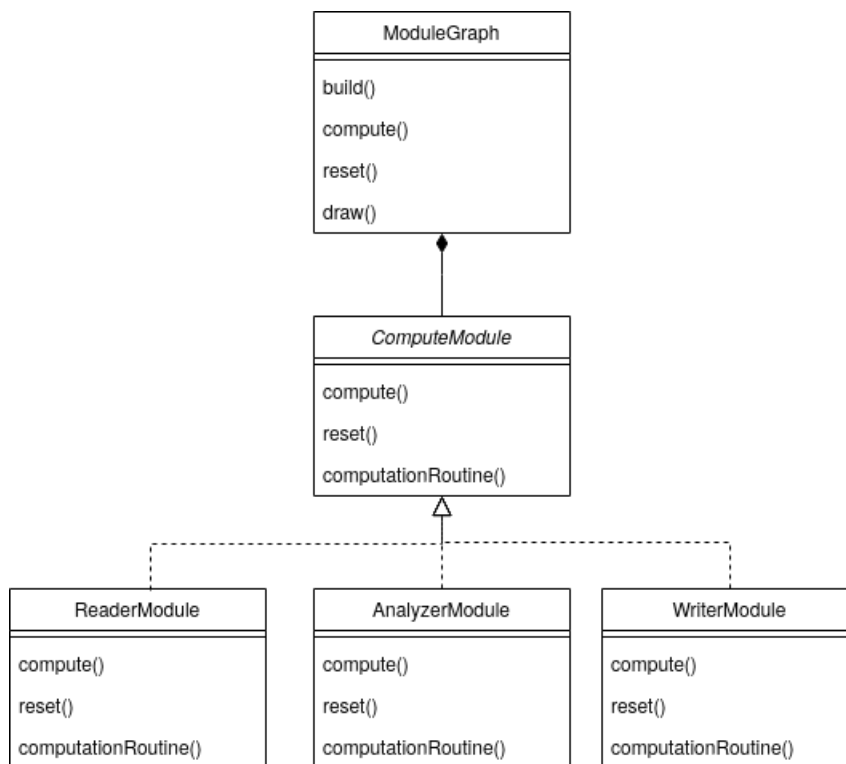 ModuleGraph
build()
compute()
reset()
draw()
ComputeModule
compute()
reset()
computationRoutine()
ReaderModule
compute()
reset()
computationRoutine()
AnalyzerModule
compute()
reset()
computationRoutine()
WriterModule
compute()
reset()
computationRoutine()